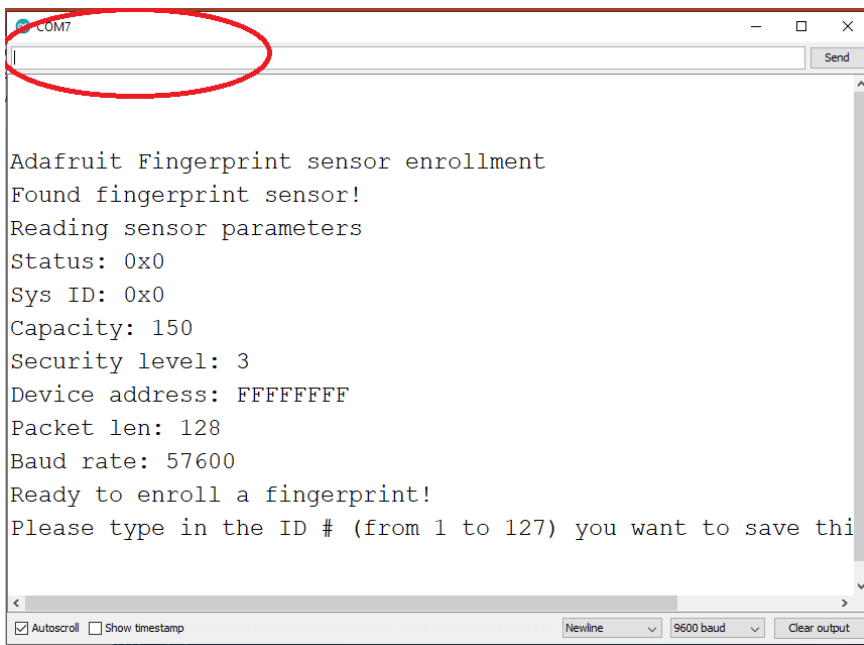 COM7
Send
Adafruit Fingerprint sensor enrollment
Found fingerprint sensor!
Reading sensor parameters
Status: 0x0
Sys ID: 0x0
Capacity: 150
Security level: 3
Device address: FFFFFFFF
Packet len: 128
Baud rate: 57600
Ready to enroll a fingerprint!
Please type in the ID # (from 1 to 127) you want to save thi
Autoscroll Show timestamp Newline 9600 baud Clear output